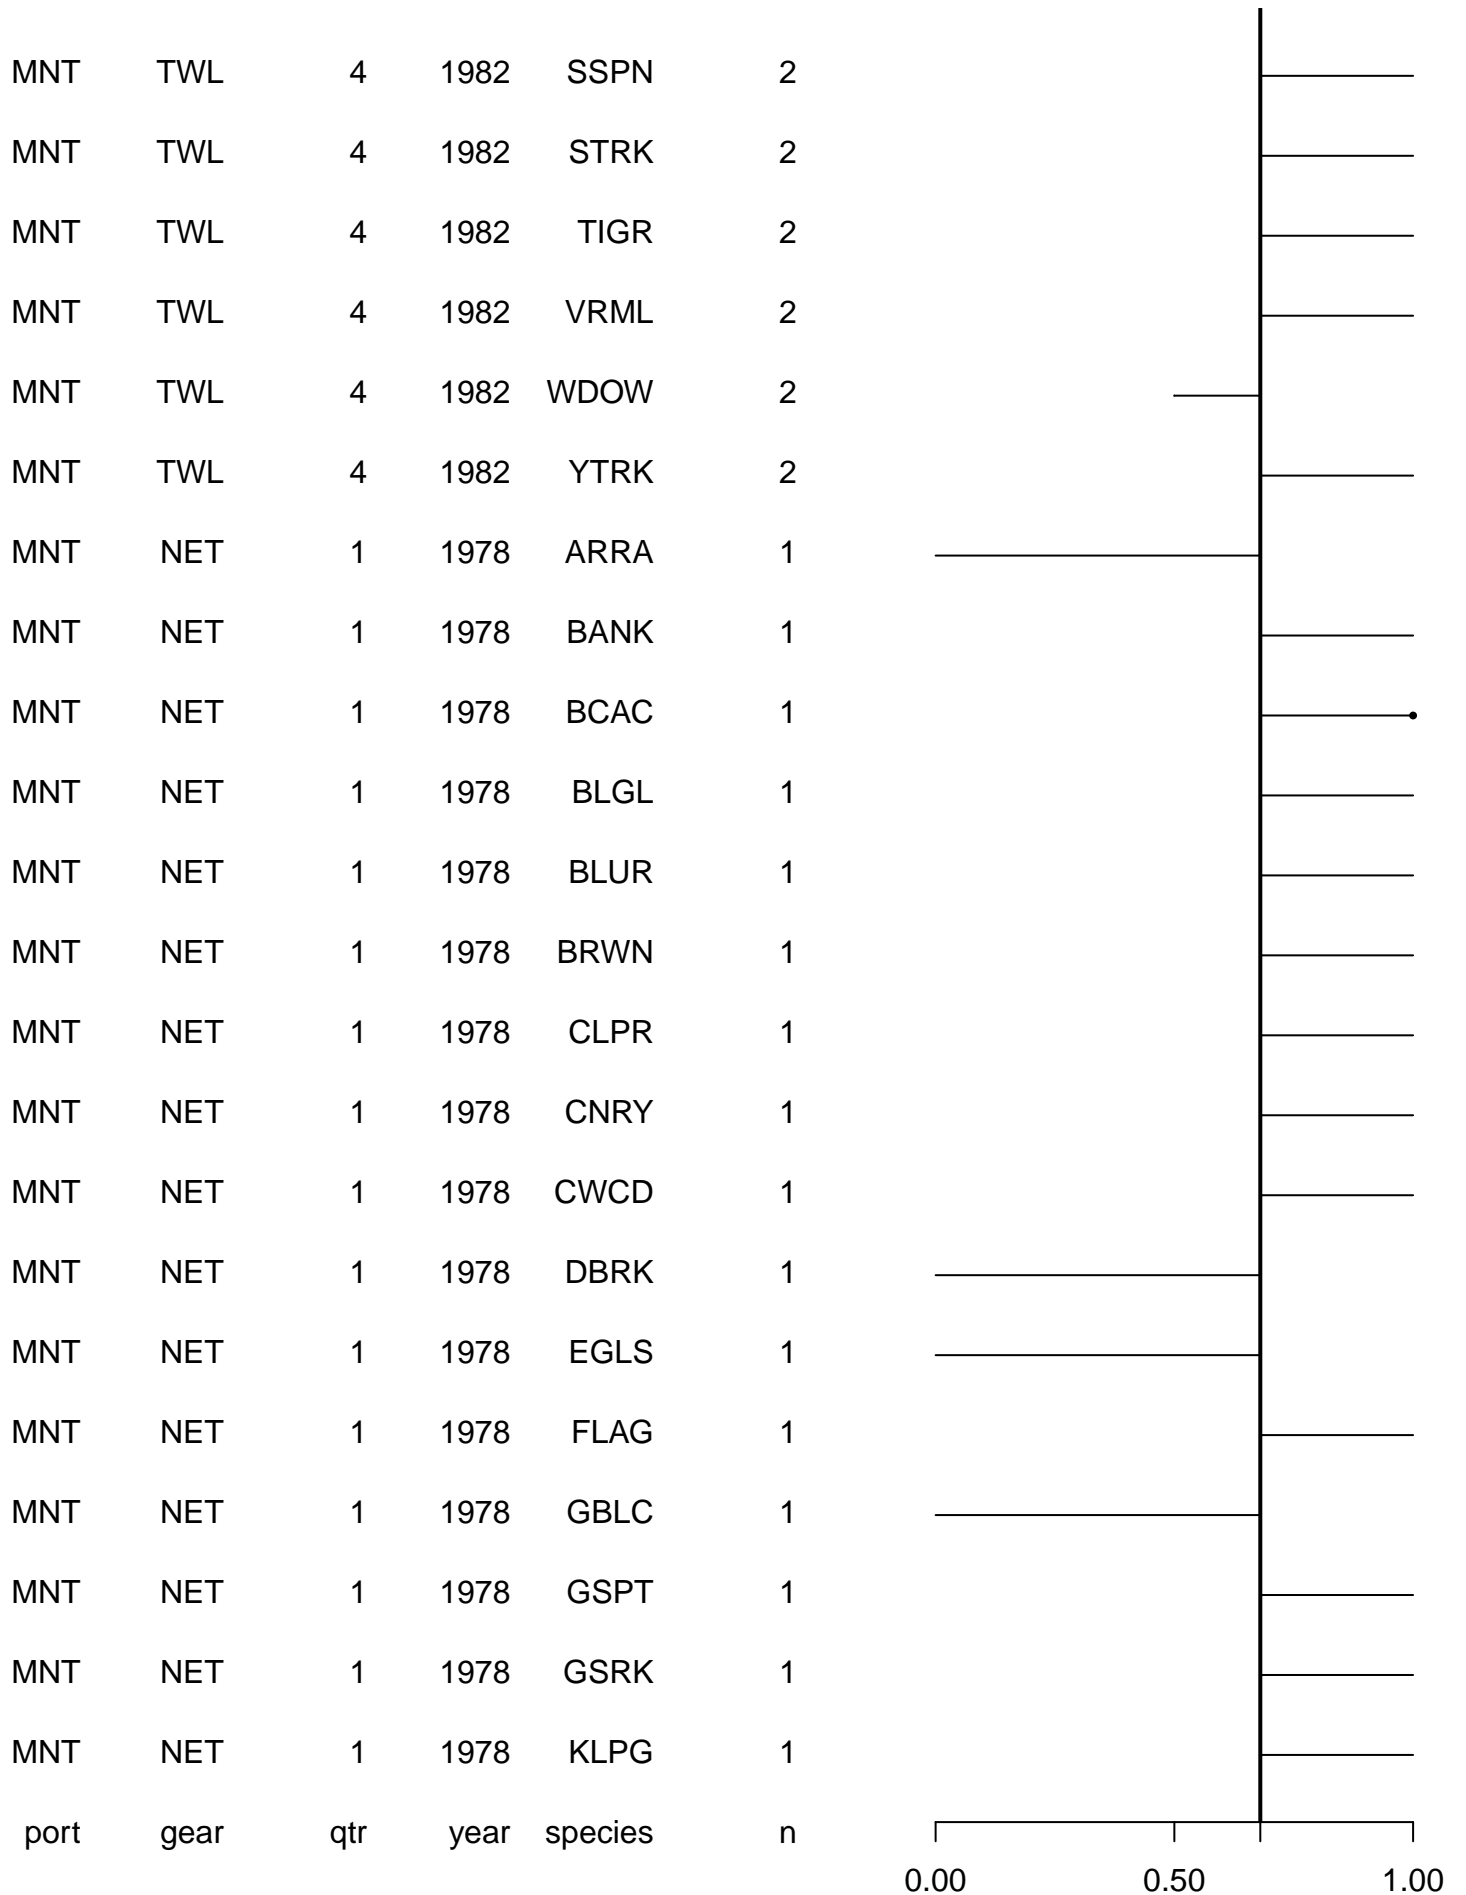 MNT TWL 4 1982 SSPN 2
MNT TWL 4 1982 STRK 2
MNT TWL 4 1982 TIGR 2
MNT TWL 4 1982 VRML 2
MNT TWL 4 1982 WDOW 2
MNT TWL 4 1982 YTRK 2
MNT NET 1 1978 ARRA 1
MNT NET 1 1978 BANK 1
MNT NET 1 1978 BCAC 1
MNT NET 1 1978 BLGL 1
MNT NET 1 1978 BLUR 1
MNT NET 1 1978 BRWN 1
MNT NET 1 1978 CLPR 1
MNT NET 1 1978 CNRY 1
MNT NET 1 1978 CWCD 1
MNT NET 1 1978 DBRK 1
MNT NET 1 1978 EGLS 1
MNT NET 1 1978 FLAG 1
MNT NET 1 1978 GBLC 1
MNT NET 1 1978 GSPT 1
MNT NET 1 1978 GSRK 1
MNT NET 1 1978 KLPG 1
port gear qtr year species n
0.00 0.50 1.00